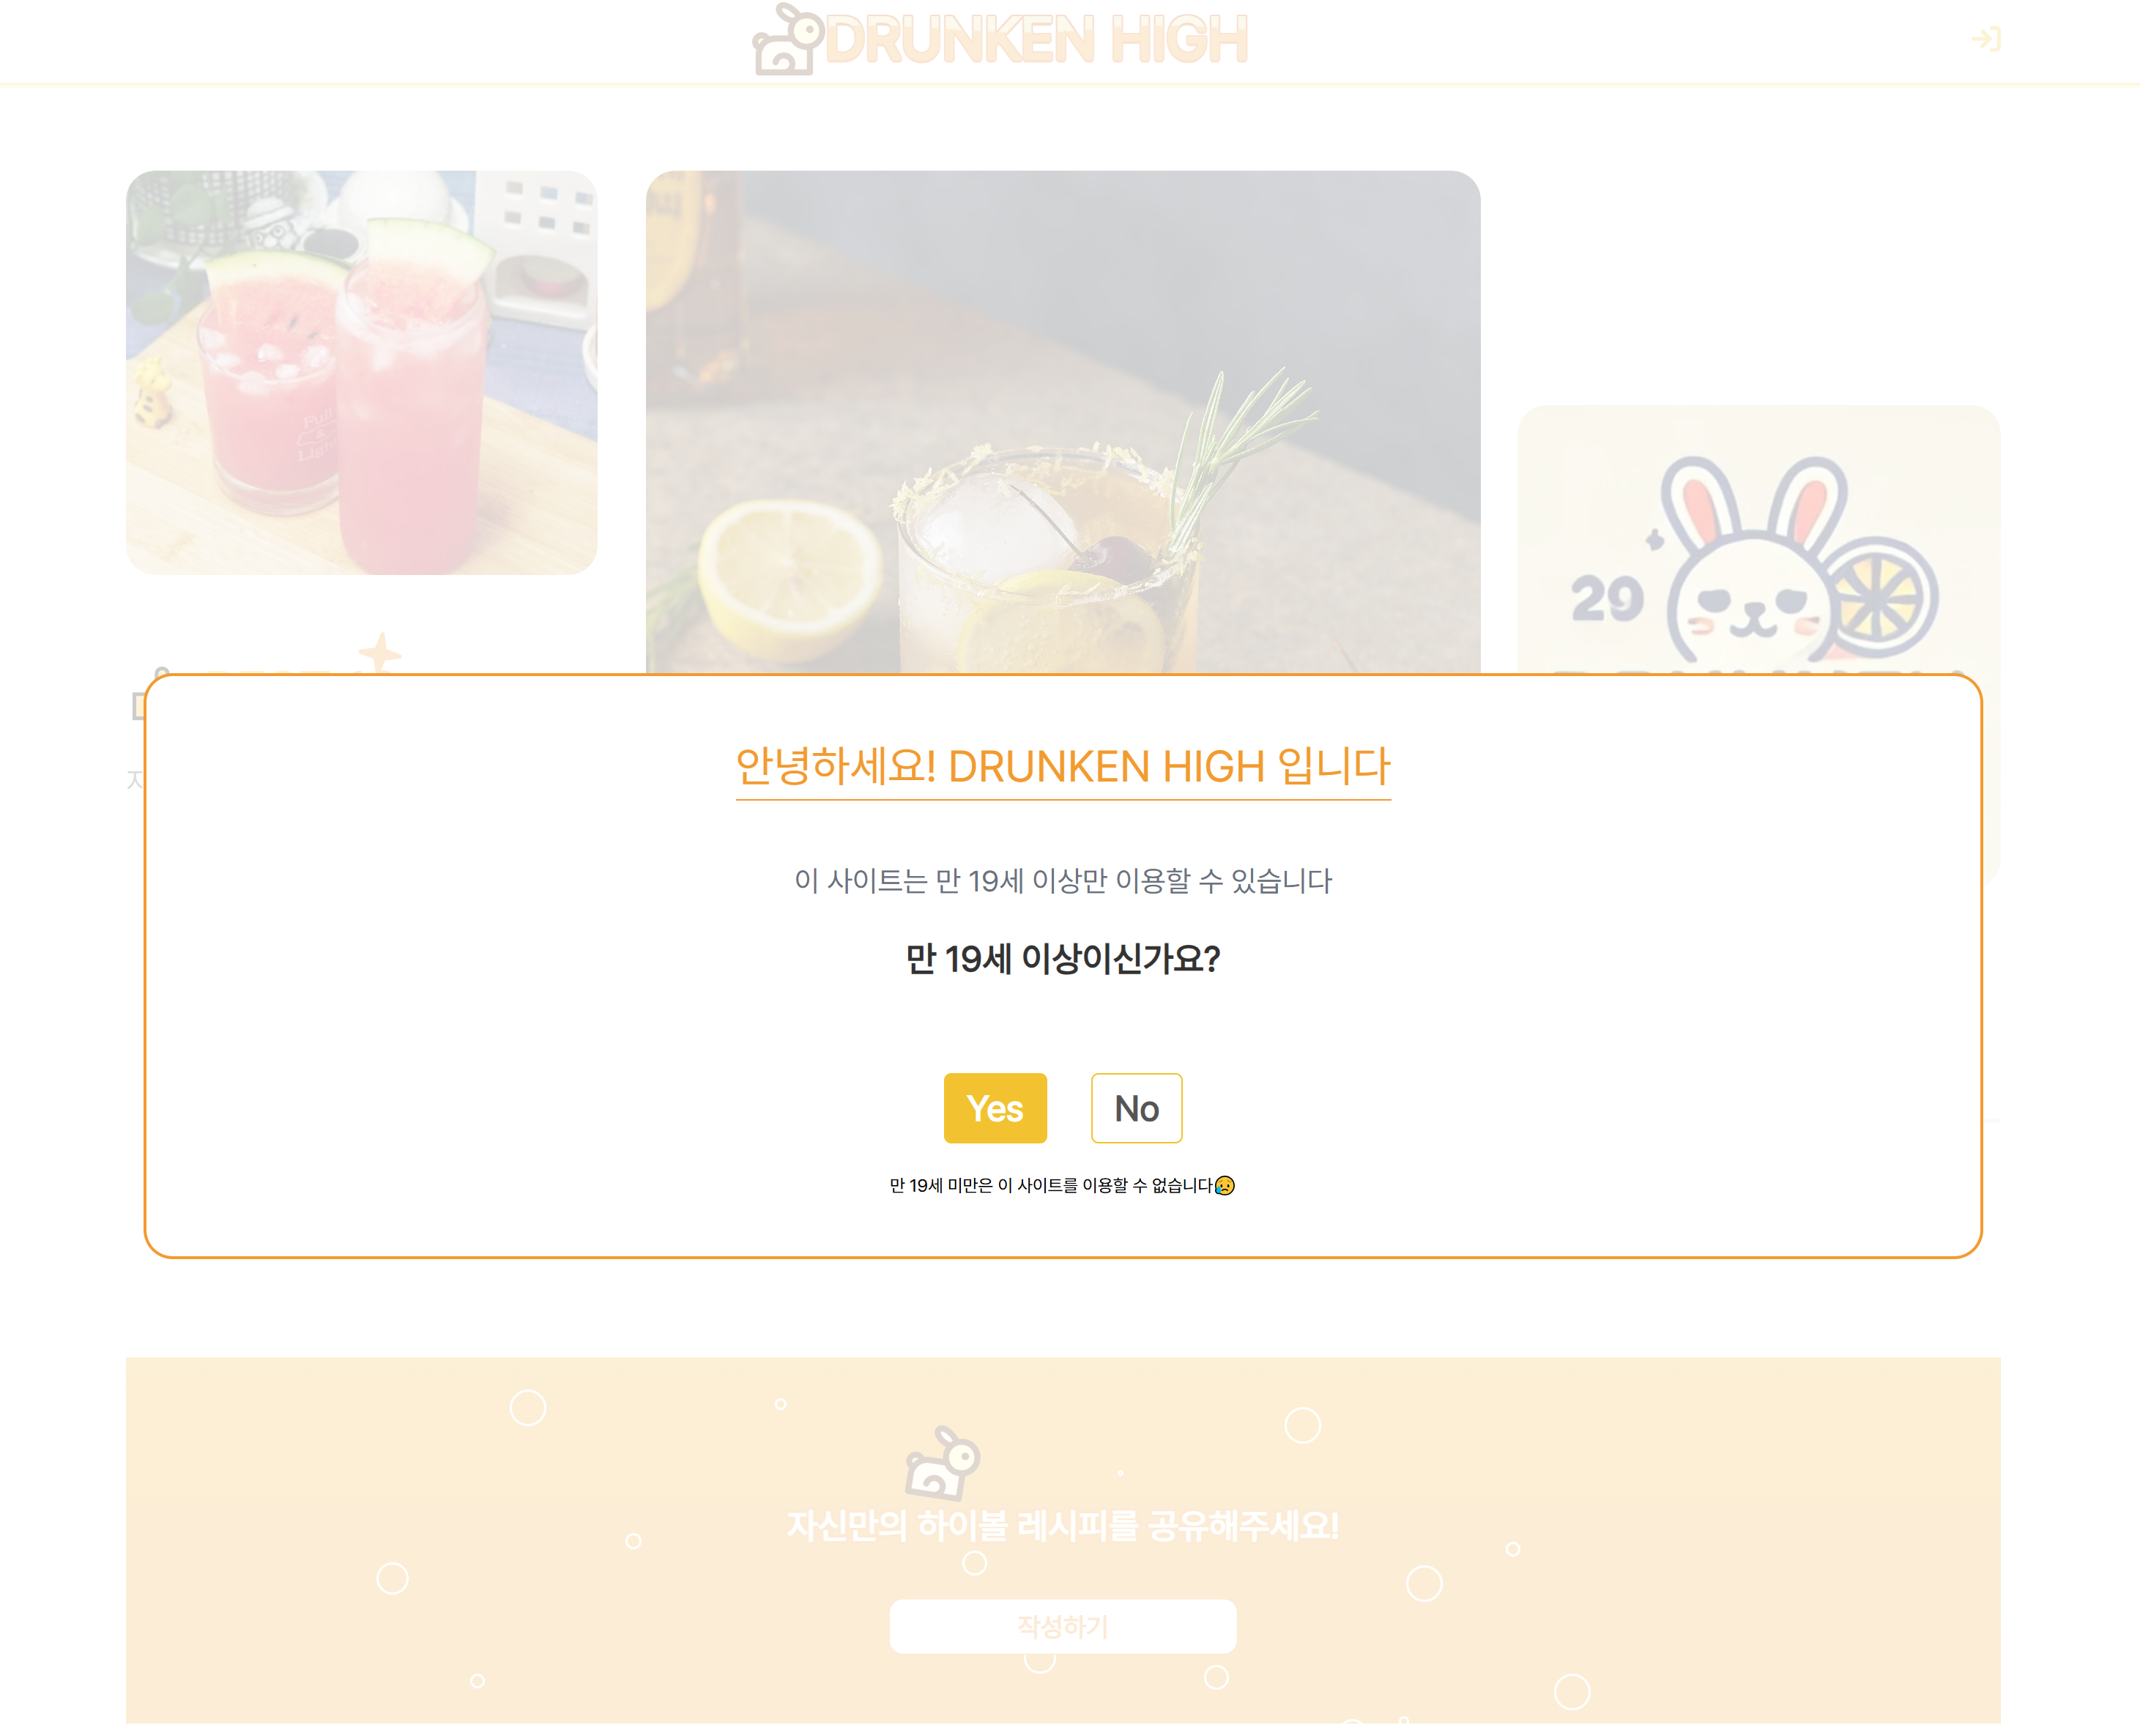 DRUNKEN HIGH
Full
&
Light
29
안녕하세요! DRUNKEN HIGH 입니다
이 사이트는 만 19세 이상만 이용할 수 있습니다
만 19세 이상이신가요?
Yes
No
만 19세 미만은 이 사이트를 이용할 수 없습니다😥
자신만의 하이볼 레시피를 공유해주세요!
작성하기